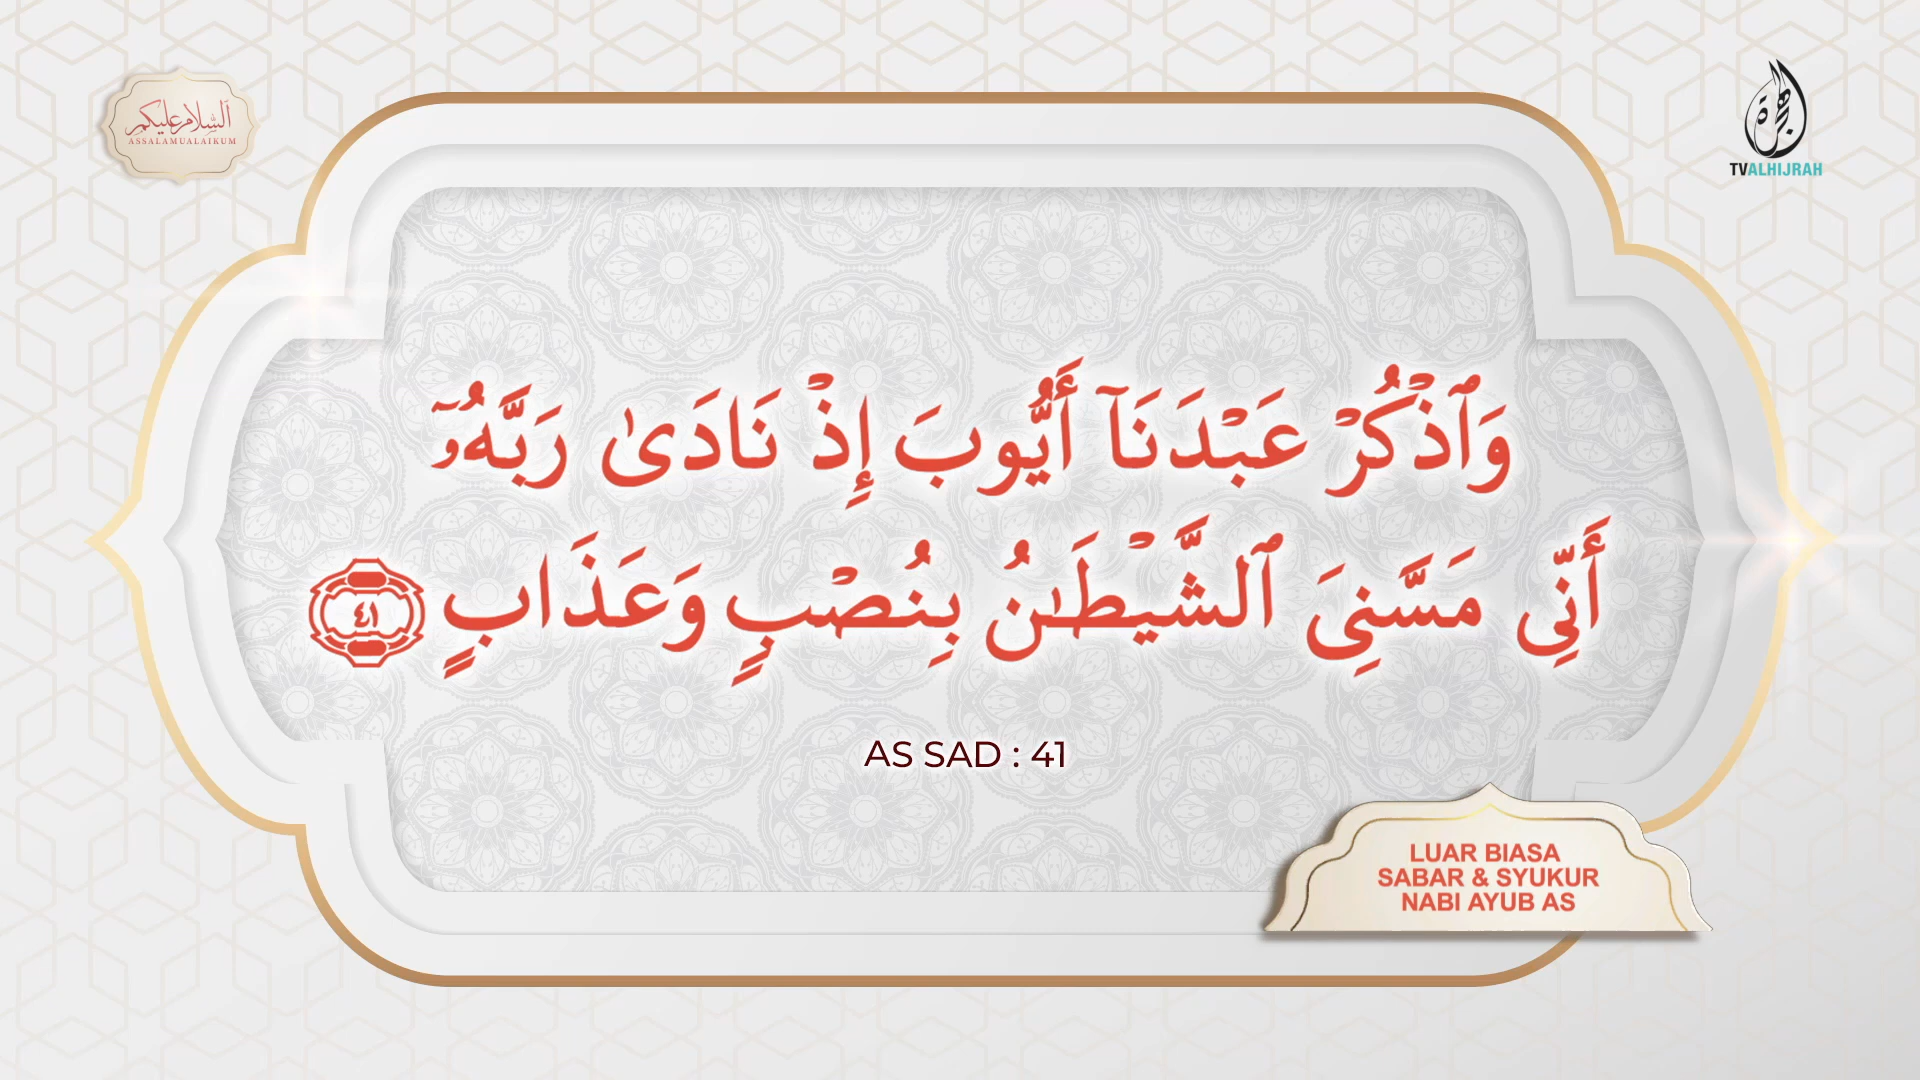 السلام عليكم
ASSALAMUALAIKUM
الهجرة
TVALHIJRAH
وَٱذْكُرْ عَبْدَنَآ أَيُّوبَ إِذْ نَادَىٰ رَبَّهُۥٓ
أَنِّى مَسَّنِىَ ٱلشَّيْطَـٰنُ بِنُصْبٍ وَعَذَابٍ ٤١
AS SAD : 41
LUAR BIASA
SABAR & SYUKUR
NABI AYUB AS